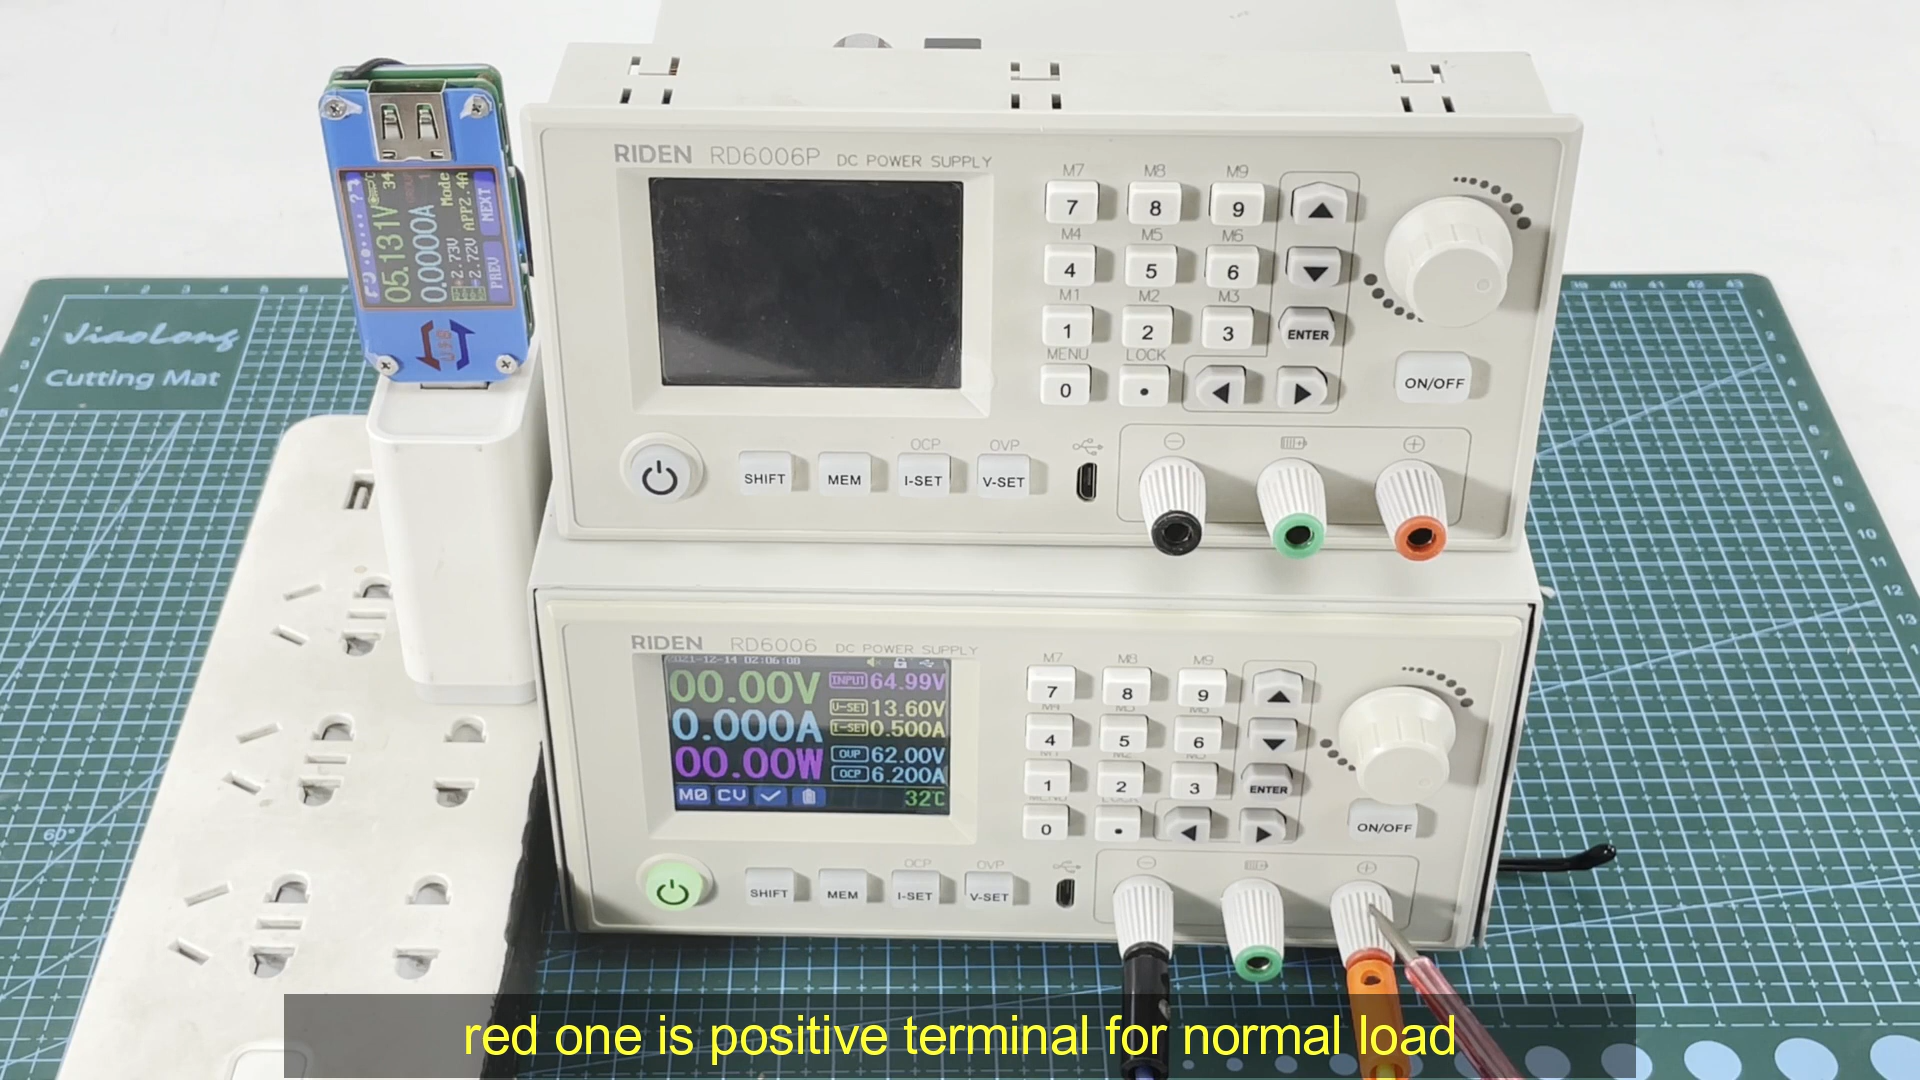 05.131V 34
0.0000A
Mode
2.73V APP2.4A
2.72V
PREV NEXT
USB
JiaoLong
Cutting Mat
RIDEN RD6006P DC POWER SUPPLY
M7 M8 M9
7 8 9
M4 M5 M6
4 5 6
M1 M2 M3
1 2 3 ENTER
MENU LOCK
0 .
ON/OFF
OCP OVP
SHIFT MEM I-SET V-SET
RIDEN RD6006 DC POWER SUPPLY
2021-12-14 02:06:08
00.00V INPUT 64.99V
V-SET 13.60V
0.000A I-SET 0.500A
00.00W OVP 62.00V
OCP 6.200A
M0 CV 32℃
M7 M8 M9
7 8 9
4 5 6
1 2 3 ENTER
0 .
ON/OFF
OCP OVP
SHIFT MEM I-SET V-SET
60°
red one is positive terminal for normal load